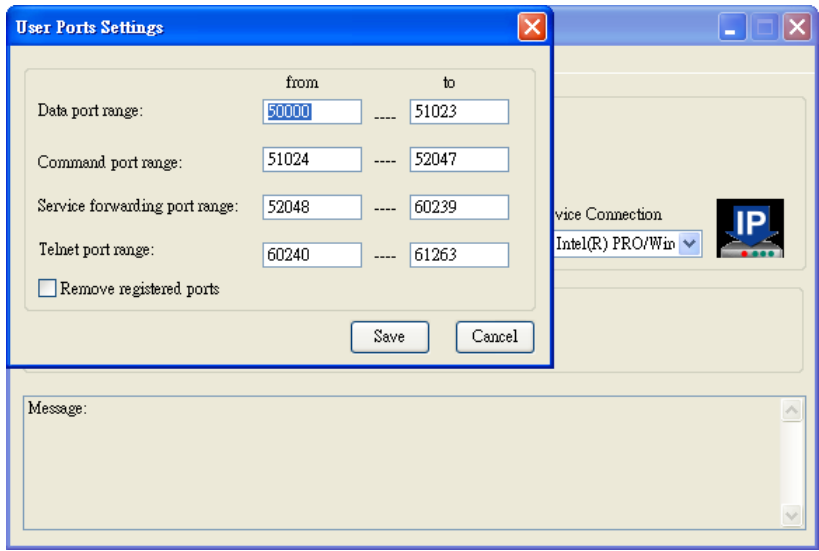 User Ports Settings
from to
Data port range: 50000 ---- 51023
Command port range: 51024 ---- 52047
Service forwarding port range: 52048 ---- 60239
Telnet port range: 60240 ---- 61263
Remove registered ports
Save Cancel
vice Connection
Intel(R) PRO/Win
IP
Message: